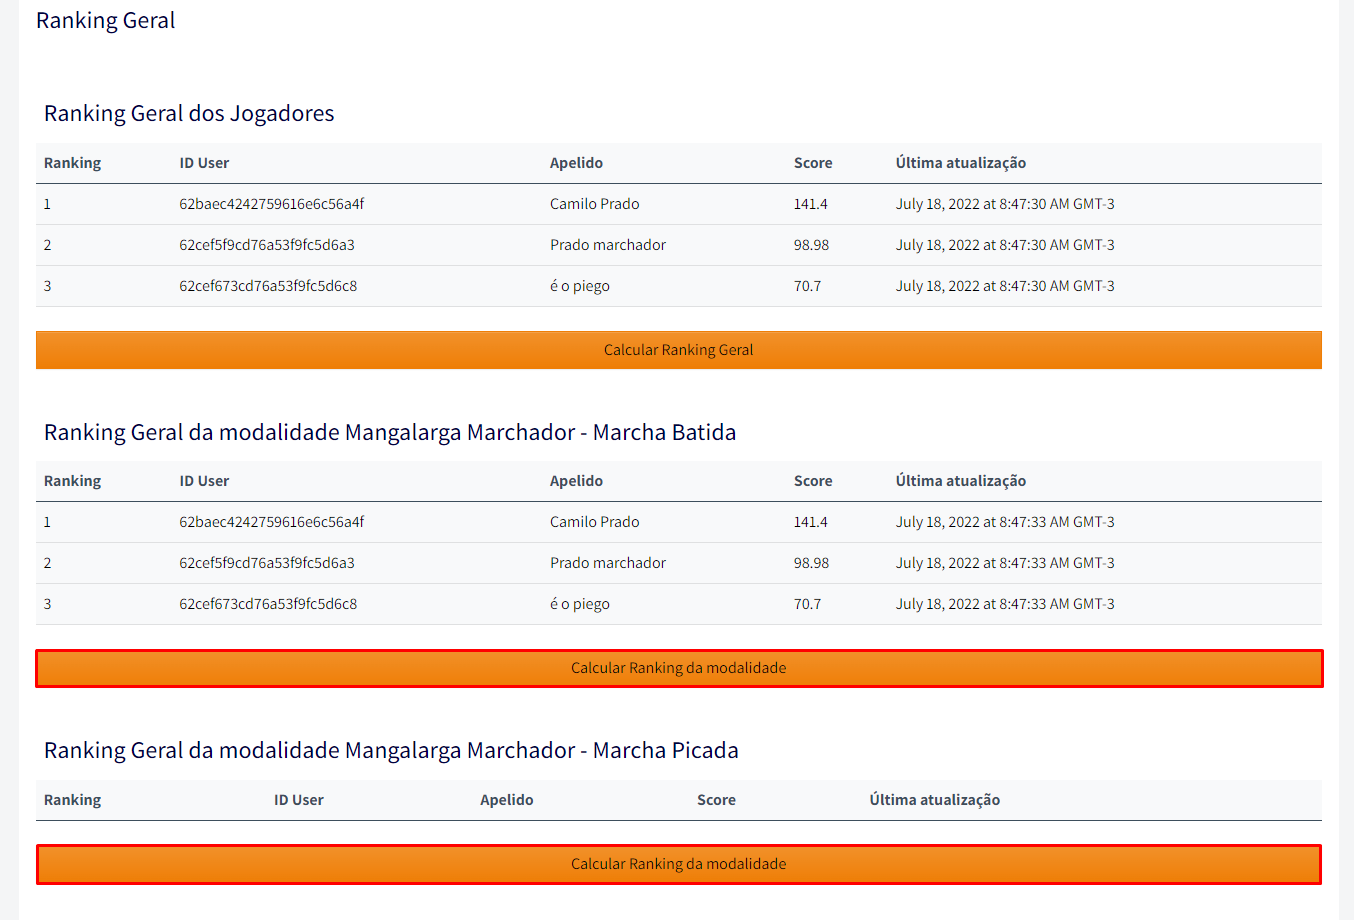 Ranking Geral
Ranking Geral dos Jogadores
Ranking ID User Apelido Score Última atualização
1 62baec4242759616e6c56a4f Camilo Prado 141.4 July 18, 2022 at 8:47:30 AM GMT-3
2 62cef5f9cd76a53f9fc5d6a3 Prado marchador 98.98 July 18, 2022 at 8:47:30 AM GMT-3
3 62cef673cd76a53f9fc5d6c8 é o piego 70.7 July 18, 2022 at 8:47:30 AM GMT-3
Calcular Ranking Geral
Ranking Geral da modalidade Mangalarga Marchador - Marcha Batida
Ranking ID User Apelido Score Última atualização
1 62baec4242759616e6c56a4f Camilo Prado 141.4 July 18, 2022 at 8:47:33 AM GMT-3
2 62cef5f9cd76a53f9fc5d6a3 Prado marchador 98.98 July 18, 2022 at 8:47:33 AM GMT-3
3 62cef673cd76a53f9fc5d6c8 é o piego 70.7 July 18, 2022 at 8:47:33 AM GMT-3
Calcular Ranking da modalidade
Ranking Geral da modalidade Mangalarga Marchador - Marcha Picada
Ranking ID User Apelido Score Última atualização
Calcular Ranking da modalidade